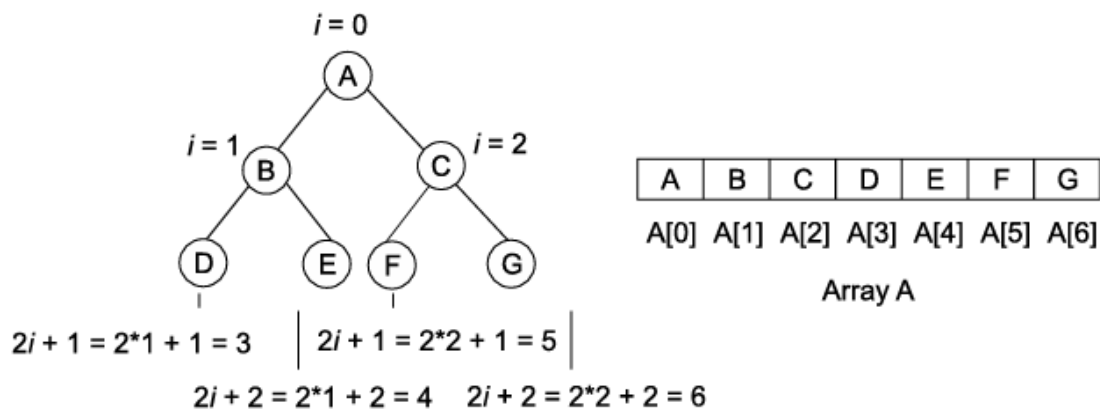 i = 0
A
i = 1
B
C
i = 2
D
E
F
G
2i + 1 = 2*1 + 1 = 3
2i + 1 = 2*2 + 1 = 5
2i + 2 = 2*1 + 2 = 4
2i + 2 = 2*2 + 2 = 6
A B C D E F G
A[0] A[1] A[2] A[3] A[4] A[5] A[6]
Array A